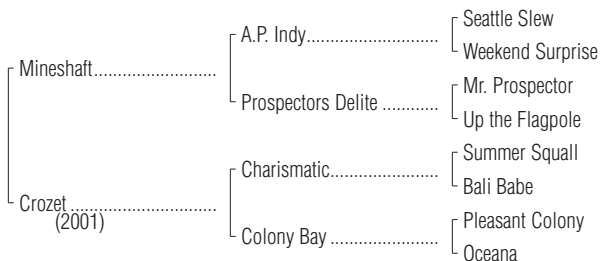 Seattle Slew
A.P. Indy
Weekend Surprise
Mineshaft
Mr. Prospector
Prospectors Delite
Up the Flagpole
Summer Squall
Charismatic
Bali Babe
Crozet
(2001)
Pleasant Colony
Colony Bay
Oceana